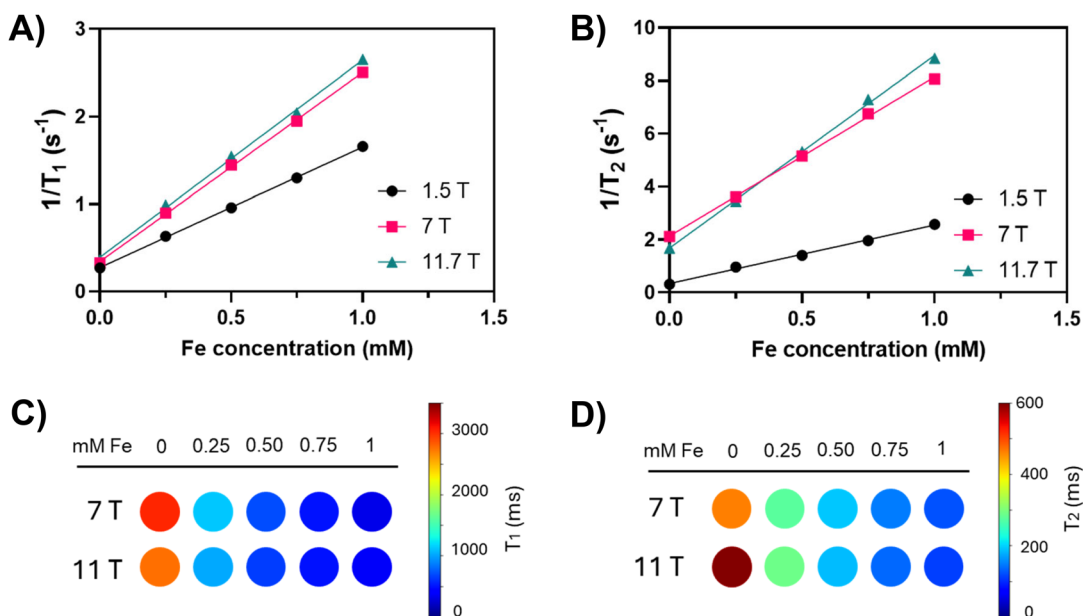 A)
3
2
1
0
1/T₁ (s⁻¹)
1.5 T
7 T
11.7 T
0.0 0.5 1.0 1.5
Fe concentration (mM)
B)
10
8
6
4
2
0
1/T₂ (s⁻¹)
1.5 T
7 T
11.7 T
0.0 0.5 1.0 1.5
Fe concentration (mM)
C)
mM Fe 0 0.25 0.50 0.75 1
7 T
11 T
3000
2000
1000
0
T₁ (ms)
D)
mM Fe 0 0.25 0.50 0.75 1
7 T
11 T
600
400
200
0
T₂ (ms)